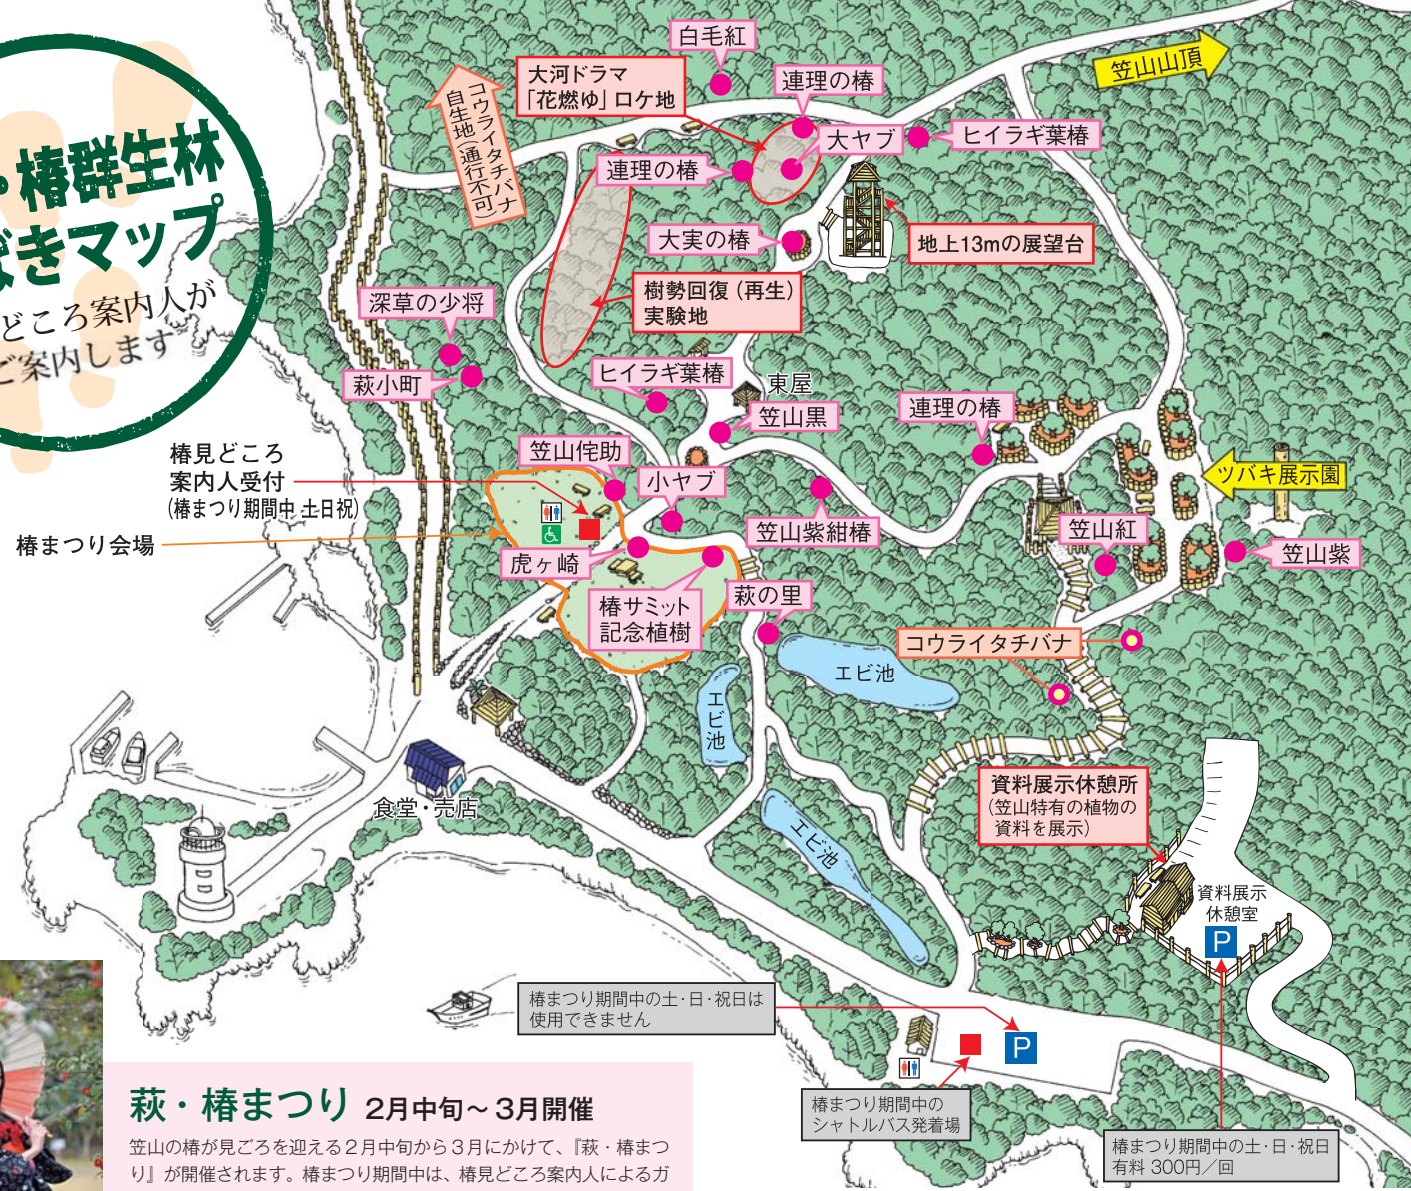 ・椿群生林
ばきマップ
どころ案内人が
ご案内します
白毛紅
大河ドラマ
「花燃ゆ」ロケ地
連理の椿
笠山山頂
コウライタチバナ
自生地(通行不可)
大ヤブ
ヒイラギ葉椿
連理の椿
大実の椿
地上13mの展望台
樹勢回復(再生)
実験地
深草の少将
萩小町
ヒイラギ葉椿
東屋
笠山黒
連理の椿
椿見どころ
案内人受付
(椿まつり期間中 土日祝)
笠山侘助
小ヤブ
ツバキ展示園
椿まつり会場
虎ヶ崎
笠山紫紺椿
笠山紅
笠山紫
椿サミット
記念植樹
萩の里
コウライタチバナ
エビ池
エビ池
エビ池
食堂・売店
資料展示休憩所
(笠山特有の植物の
資料を展示)
資料展示
休憩室
P
椿まつり期間中の土・日・祝日は
使用できません
P
椿まつり期間中の
シャトルバス発着場
椿まつり期間中の土・日・祝日
有料 300円/回
萩・椿まつり 2月中旬~3月開催
笠山の椿が見ごろを迎える2月中旬から3月にかけて、『萩・椿まつ
り』が開催されます。椿まつり期間中は、椿見どころ案内人によるガ